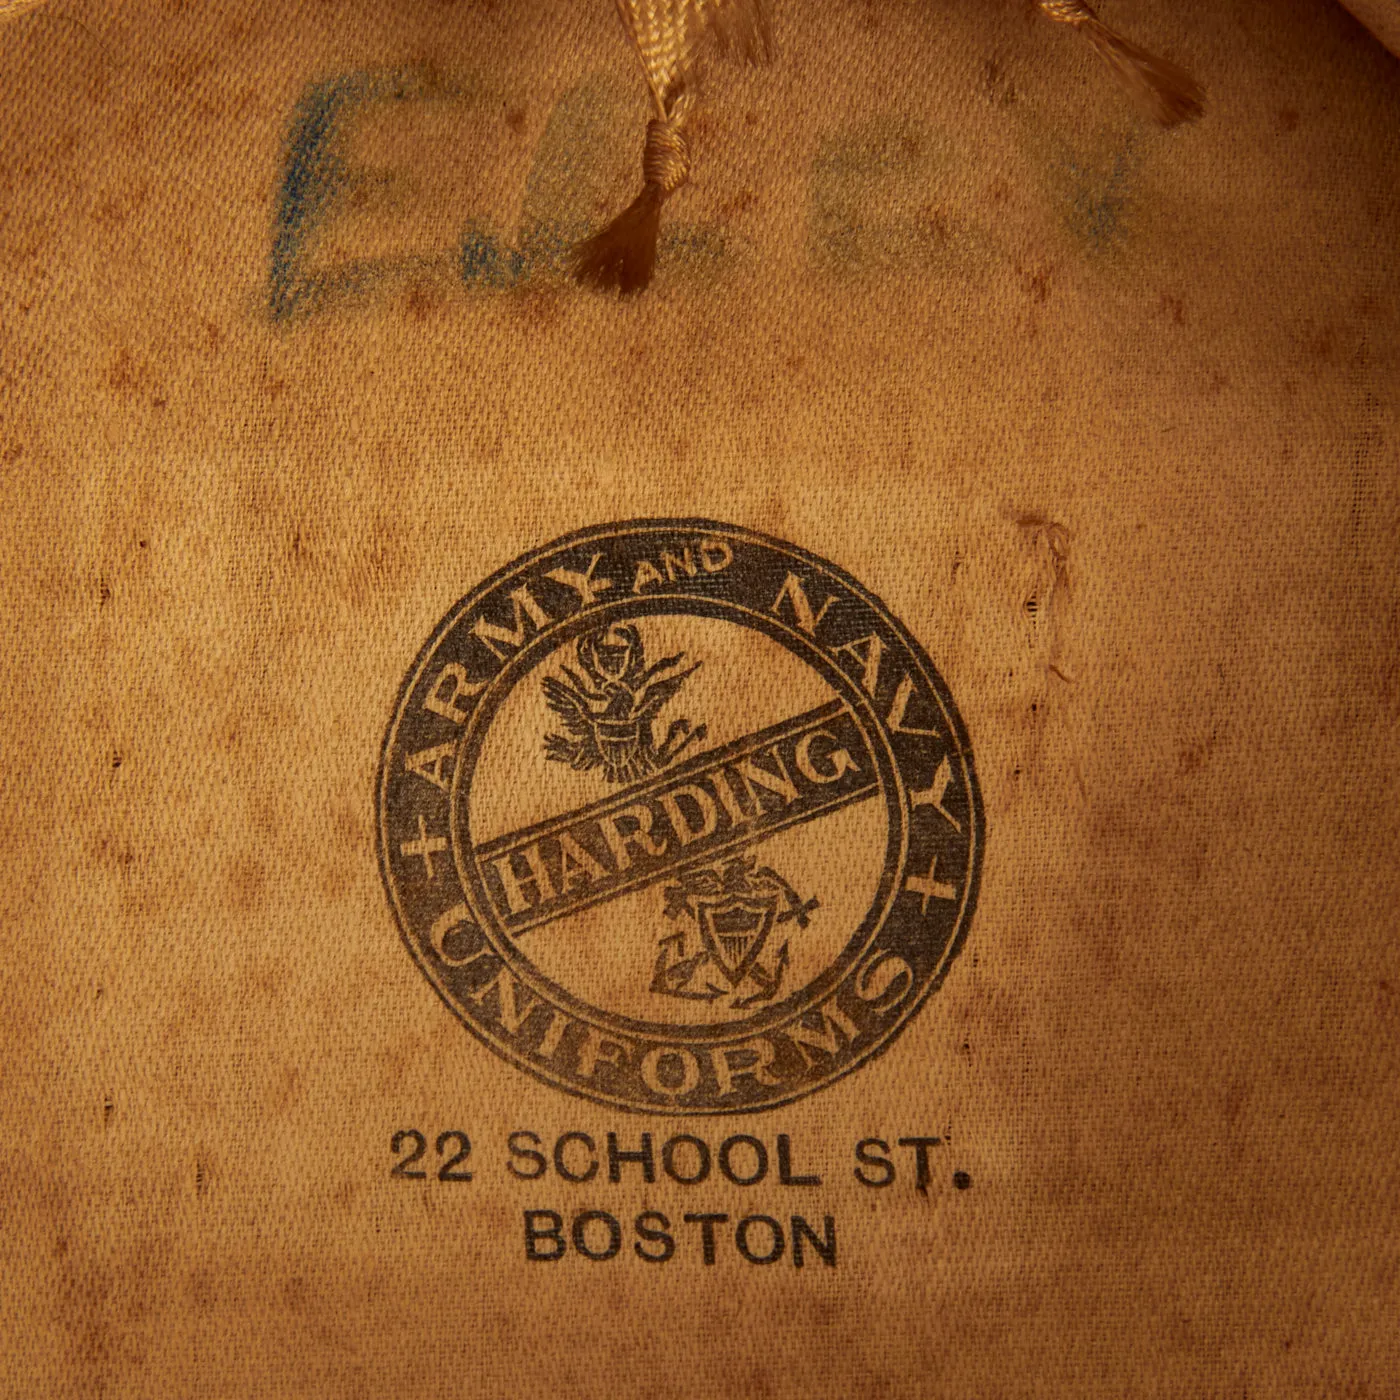 ARMY AND NAVY
HARDING
UNIFORMS
22 SCHOOL ST.
BOSTON